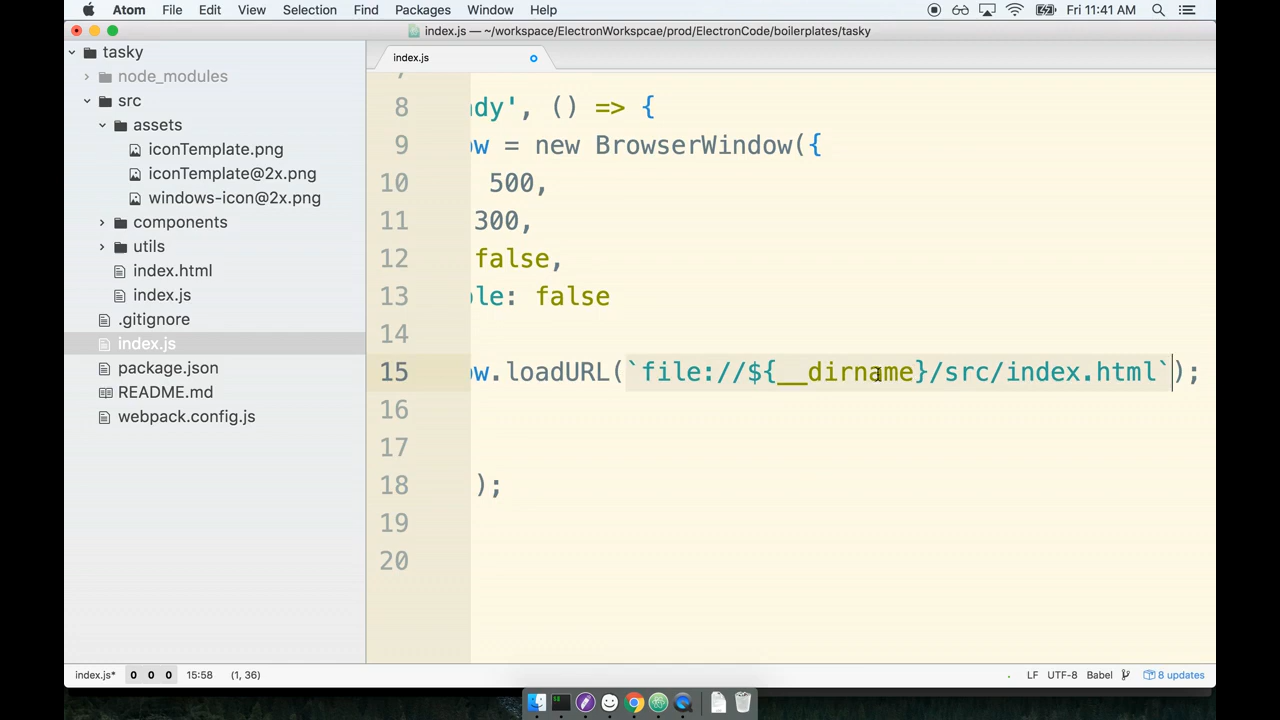 Atom File Edit View Selection Find Packages Window Help Fri 11:41 AM
index.js — ~/workspace/ElectronWorkspcae/prod/ElectronCode/boilerplates/tasky
tasky
node_modules
src
assets
iconTemplate.png
iconTemplate@2x.png
windows-icon@2x.png
components
utils
index.html
index.js
.gitignore
index.js
package.json
README.md
webpack.config.js
index.js
8 dy', () => {
9 ow = new BrowserWindow({
10 500,
11 300,
12 false,
13 ble: false
14
15 ow.loadURL(`file://${__dirname}/src/index.html`);
16
17
18 );
19
20
index.js* 0 0 0 15:58 (1, 36) LF UTF-8 Babel 8 updates